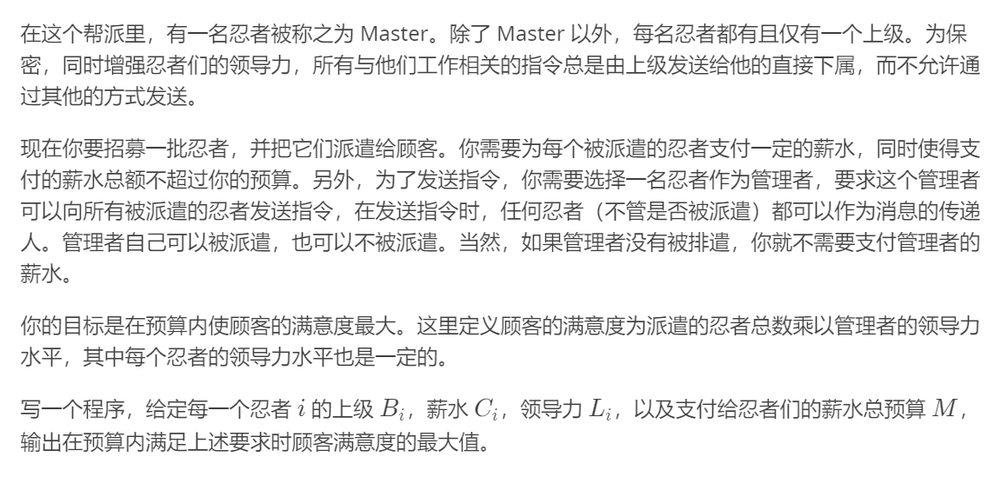 在这个帮派里，有一名忍者被称之为 Master。除了 Master 以外，每名忍者都有且仅有一个上级。为保
密，同时增强忍者们的领导力，所有与他们工作相关的指令总是由上级发送给他的直接下属，而不允许通
过其他的方式发送。
现在你要招募一批忍者，并把它们派遣给顾客。你需要为每个被派遣的忍者支付一定的薪水，同时使得支
付的薪水总额不超过你的预算。另外，为了发送指令，你需要选择一名忍者作为管理者，要求这个管理者
可以向所有被派遣的忍者发送指令，在发送指令时，任何忍者（不管是否被派遣）都可以作为消息的传递
人。管理者自己可以被派遣，也可以不被派遣。当然，如果管理者没有被排遣，你就不需要支付管理者的
薪水。
你的目标是在预算内使顾客的满意度最大。这里定义顾客的满意度为派遣的忍者总数乘以管理者的领导力
水平，其中每个忍者的领导力水平也是一定的。
写一个程序，给定每一个忍者 i 的上级 B_i，薪水 C_i，领导力 L_i，以及支付给忍者们的薪水总预算 M，
输出在预算内满足上述要求时顾客满意度的最大值。